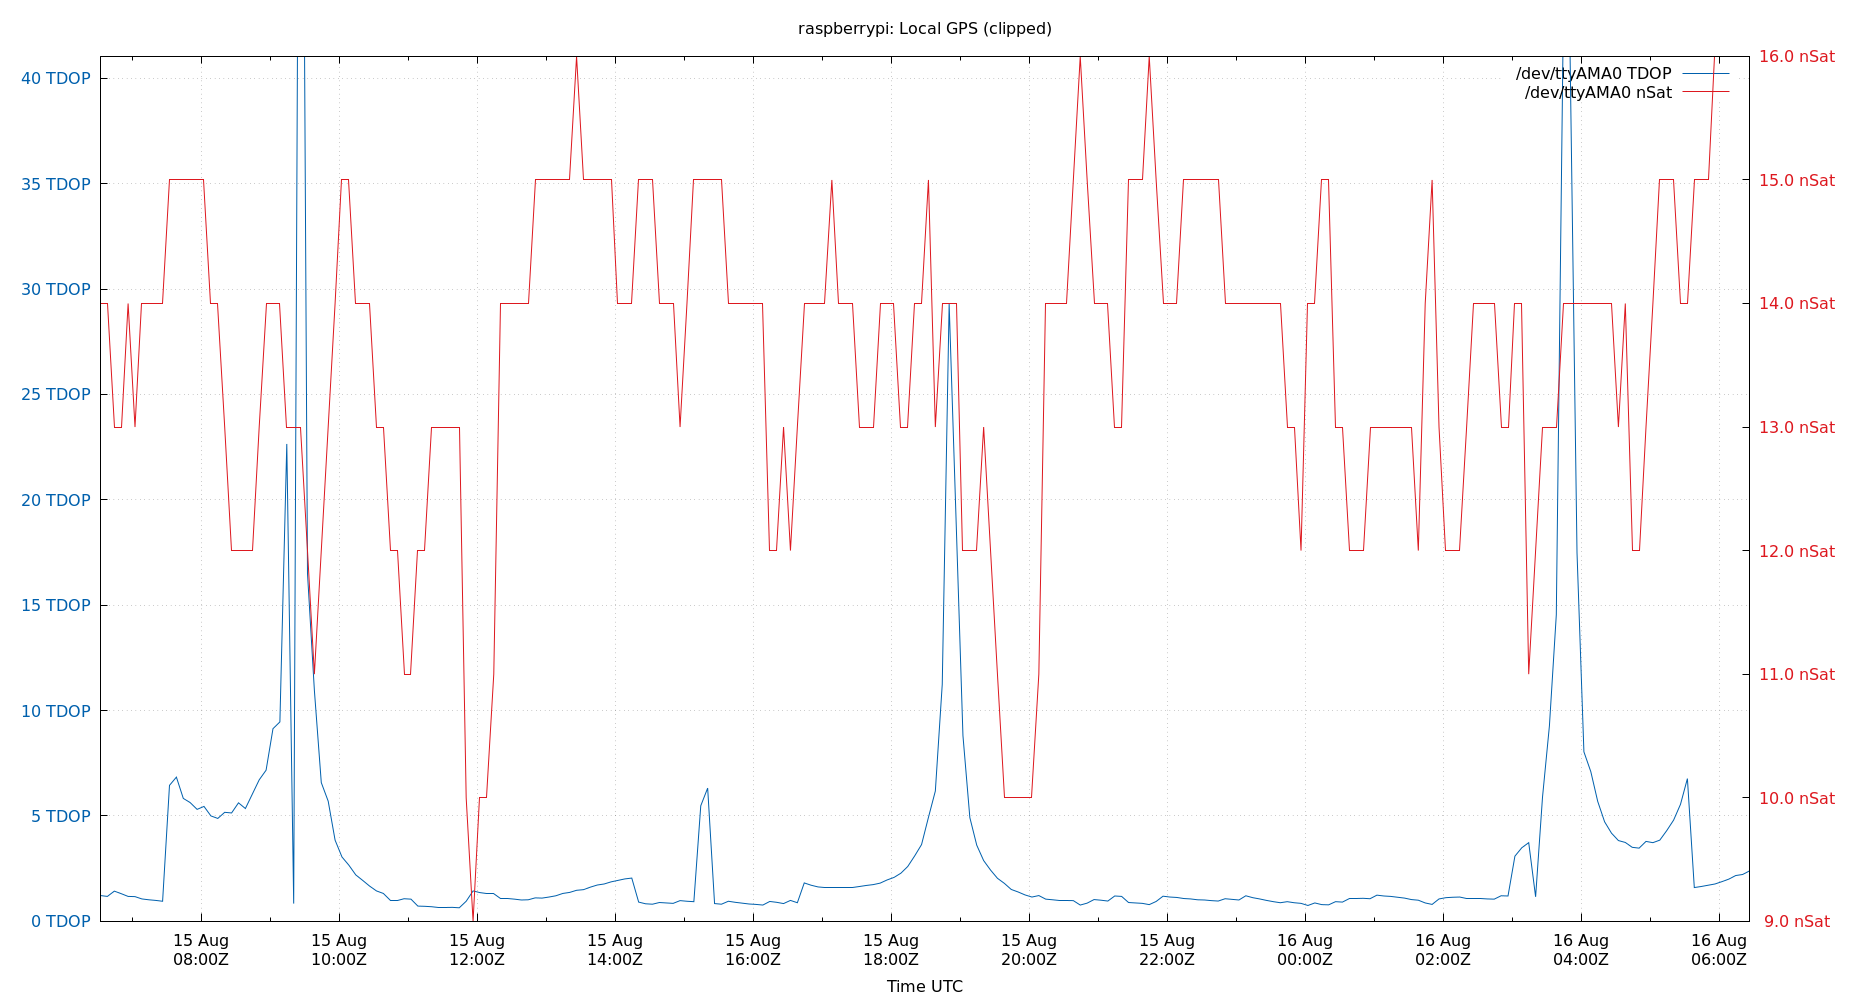 raspberrypi: Local GPS (clipped)
/dev/ttyAMA0 TDOP
/dev/ttyAMA0 nSat
40 TDOP
35 TDOP
30 TDOP
25 TDOP
20 TDOP
15 TDOP
10 TDOP
5 TDOP
0 TDOP
16.0 nSat
15.0 nSat
14.0 nSat
13.0 nSat
12.0 nSat
11.0 nSat
10.0 nSat
9.0 nSat
15 Aug 15 Aug 15 Aug 15 Aug 15 Aug 15 Aug 15 Aug 15 Aug 16 Aug 16 Aug 16 Aug 16 Aug
08:00Z 10:00Z 12:00Z 14:00Z 16:00Z 18:00Z 20:00Z 22:00Z 00:00Z 02:00Z 04:00Z 06:00Z
Time UTC